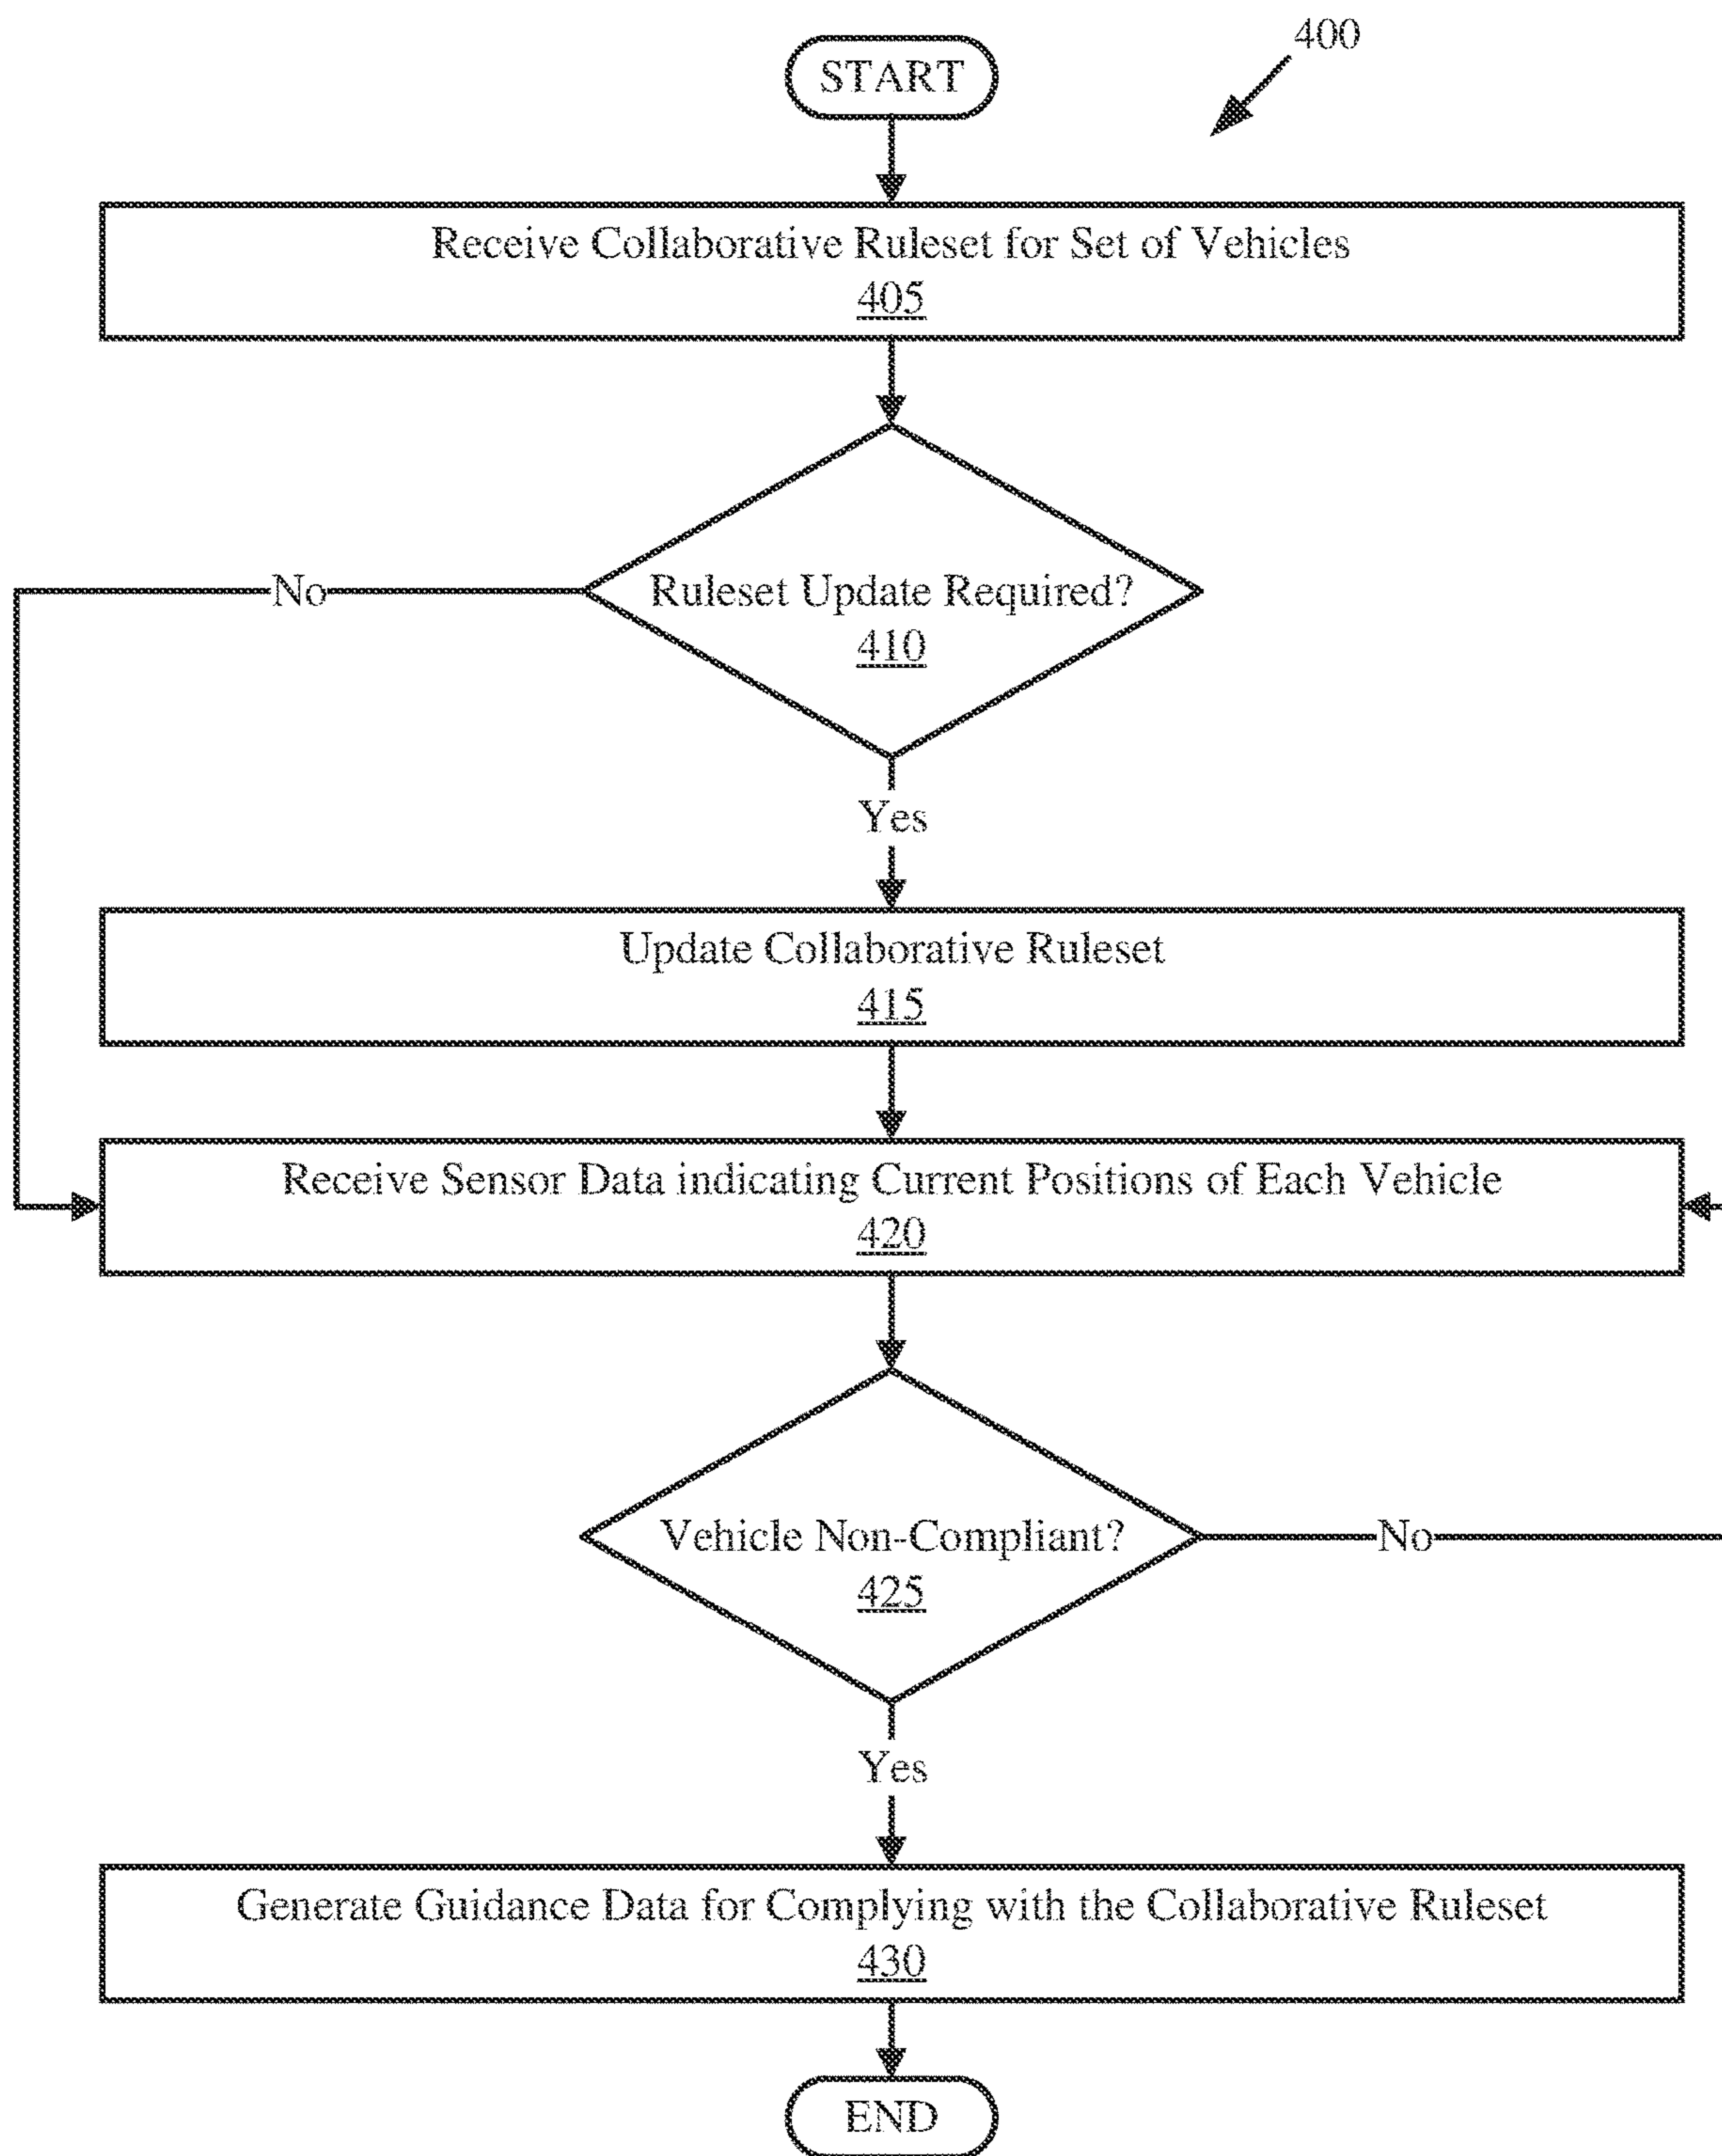 400
START
Receive Collaborative Ruleset for Set of Vehicles
405
No
Ruleset Update Required?
410
Yes
Update Collaborative Ruleset
415
Receive Sensor Data indicating Current Positions of Each Vehicle
420
Vehicle Non-Compliant?
No
425
Yes
Generate Guidance Data for Complying with the Collaborative Ruleset
430
END